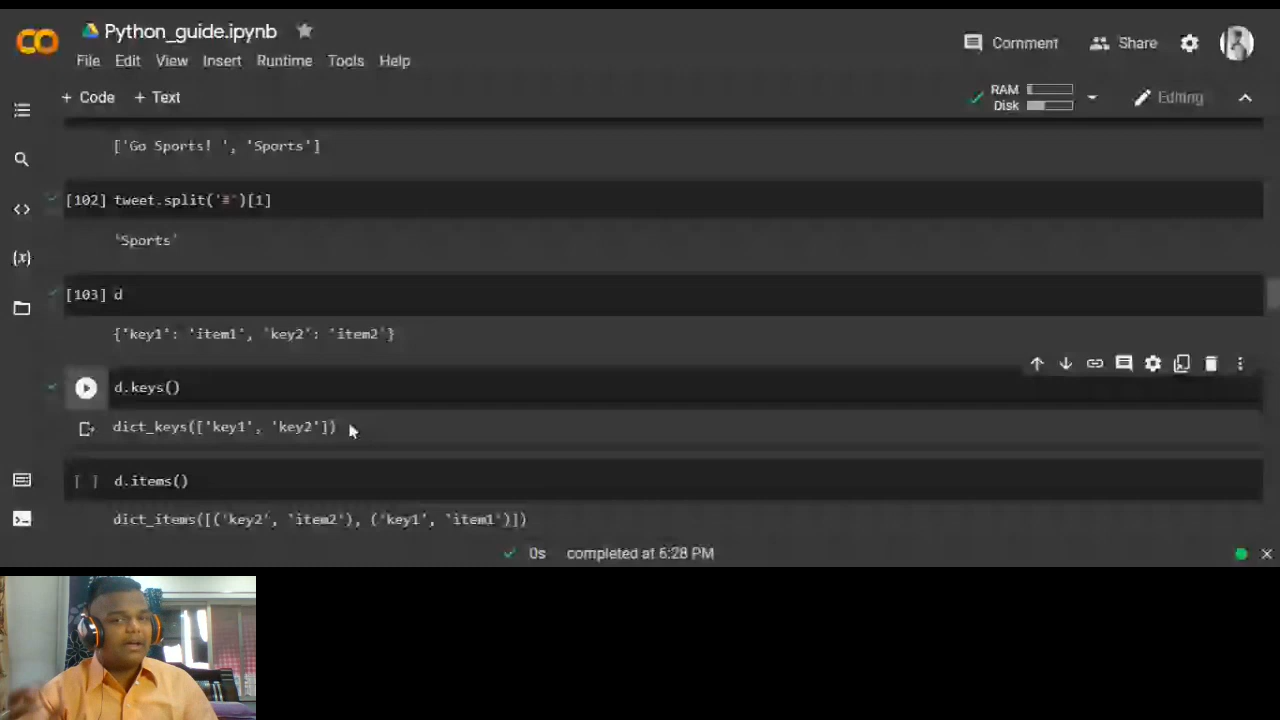 Python_guide.ipynb
File Edit View Insert Runtime Tools Help
Comment Share
+ Code + Text
RAM
Disk
Editing
['Go Sports! ', 'Sports']
[102] tweet.split('#')[1]
'Sports'
[103] d
{'key1': 'item1', 'key2': 'item2'}
d.keys()
dict_keys(['key1', 'key2'])
[ ] d.items()
dict_items([('key2', 'item2'), ('key1', 'item1')])
0s completed at 6:28 PM